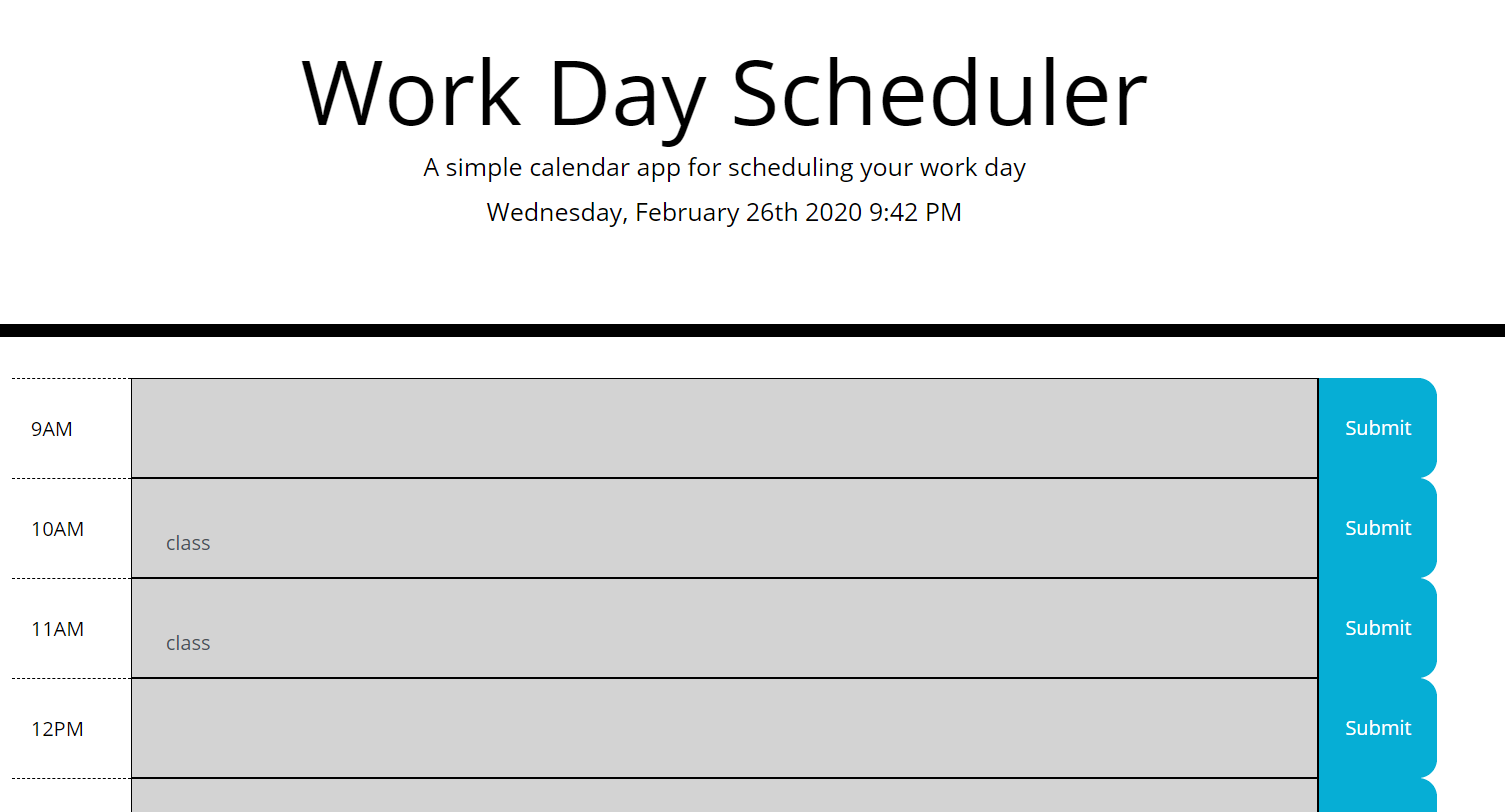 Work Day Scheduler
A simple calendar app for scheduling your work day
Wednesday, February 26th 2020 9:42 PM
9AM Submit
10AM class Submit
11AM class Submit
12PM Submit